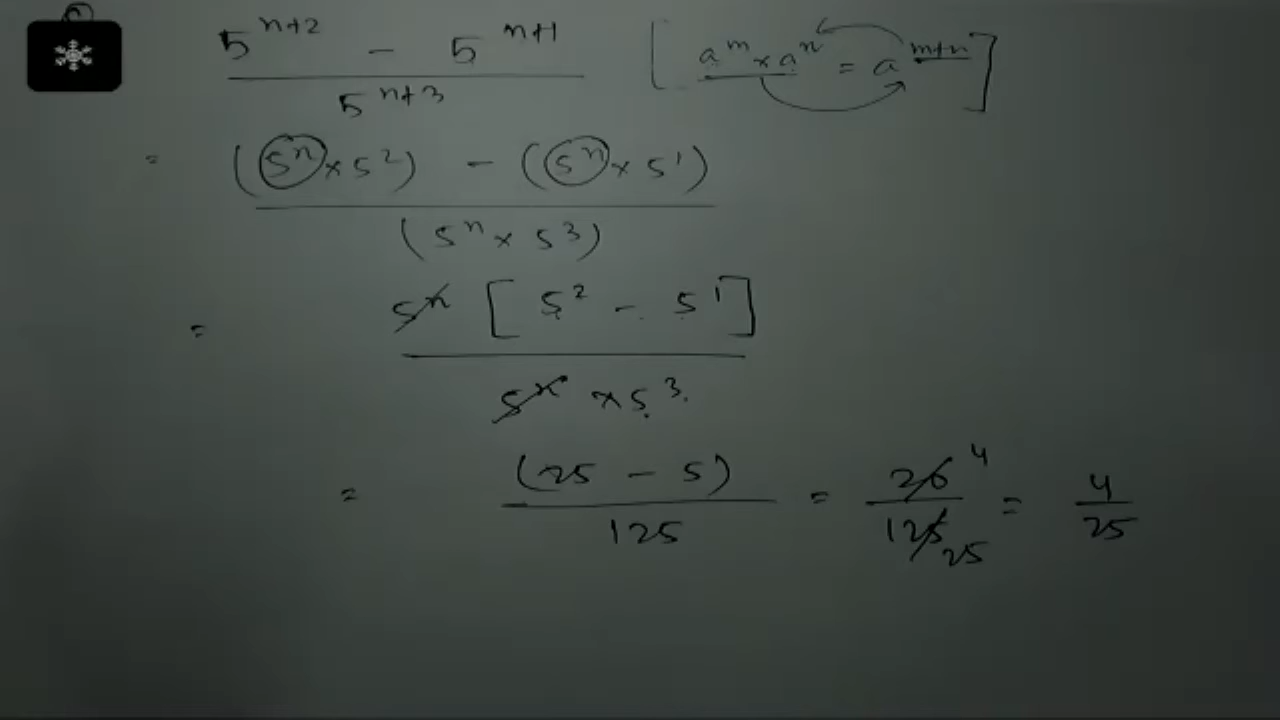 5^{n+2} - 5^{n+1} / 5^{n+3} [a^m × a^n = a^{m+n}]
= (5^n × 5^2) - (5^n × 5^1) / (5^n × 5^3)
= 5^n [5^2 - 5^1] / 5^n × 5^3
= (25 - 5) / 125 = 20 4 / 125 25 = 4 / 25